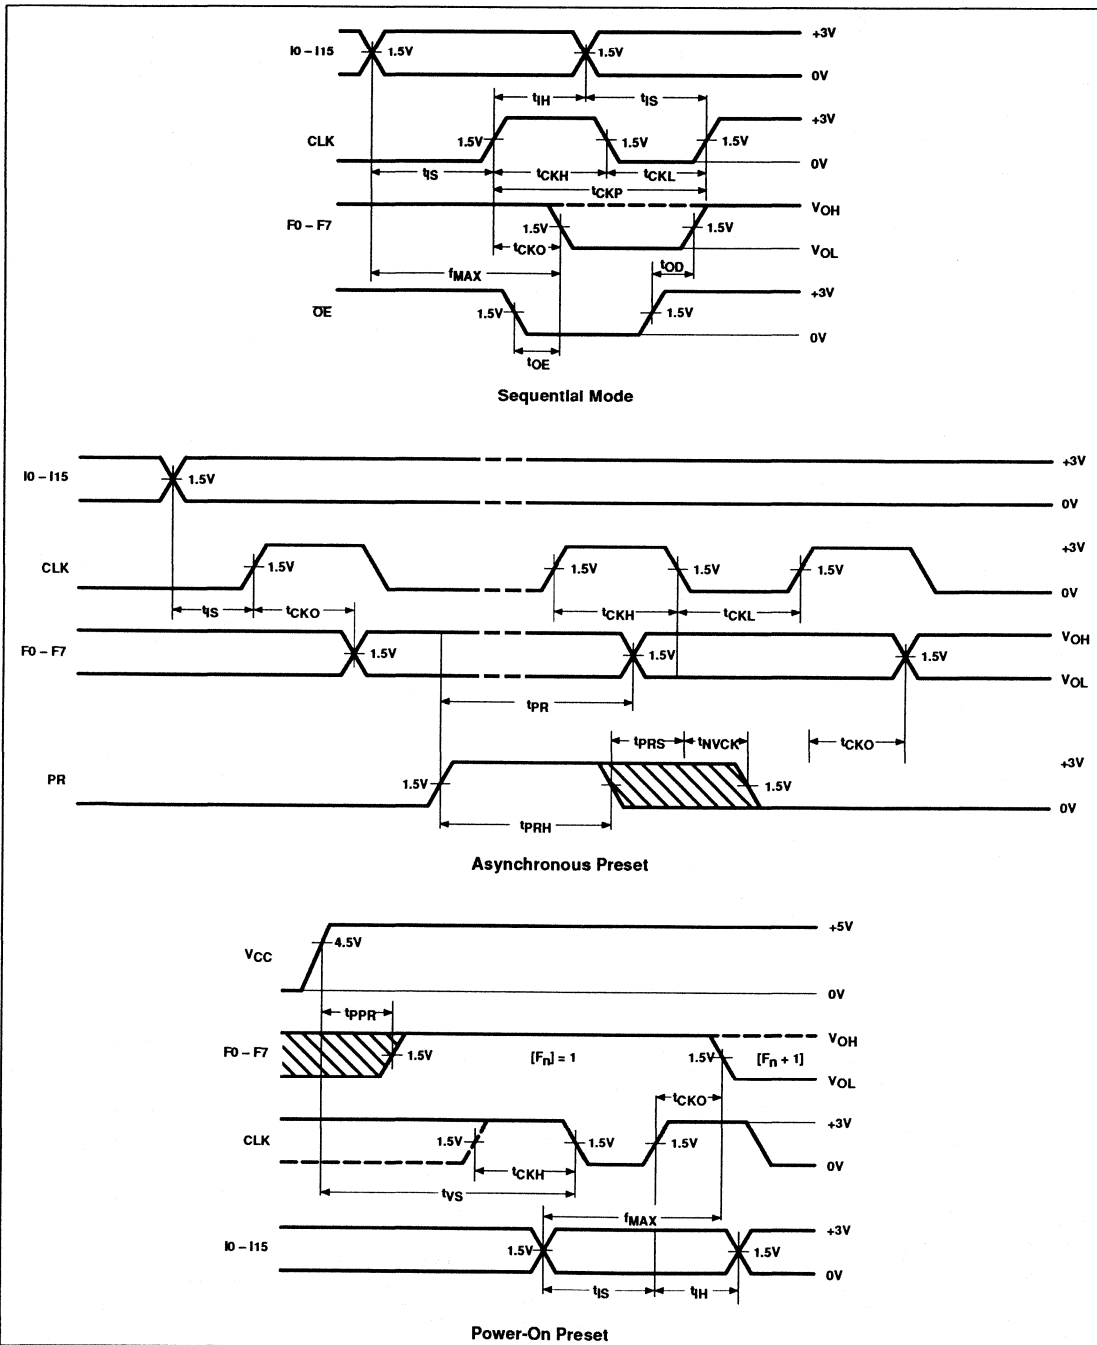 I0 – I15 1.5V 1.5V +3V
0V
tIH tIS
CLK 1.5V 1.5V 1.5V +3V
0V
tIS tCKH tCKL
tCKP
F0 – F7 1.5V 1.5V VOH
VOL
tCKO
tOD
fMAX
OE 1.5V 1.5V +3V
0V
tOE
Sequential Mode
I0 – I15 1.5V +3V
0V
CLK 1.5V 1.5V 1.5V 1.5V +3V
0V
tIS tCKO tCKH tCKL
F0 – F7 1.5V 1.5V 1.5V VOH
VOL
tPR
tPRS tNVCK tCKO
PR 1.5V 1.5V +3V
0V
tPRH
Asynchronous Preset
VCC 4.5V +5V
0V
tPPR
F0 – F7 1.5V [Fn] = 1 1.5V [Fn + 1] VOH
VOL
tCKO
CLK 1.5V 1.5V 1.5V +3V
0V
tCKH
tVS
fMAX
I0 – I15 1.5V 1.5V +3V
0V
tIS tIH
Power-On Preset